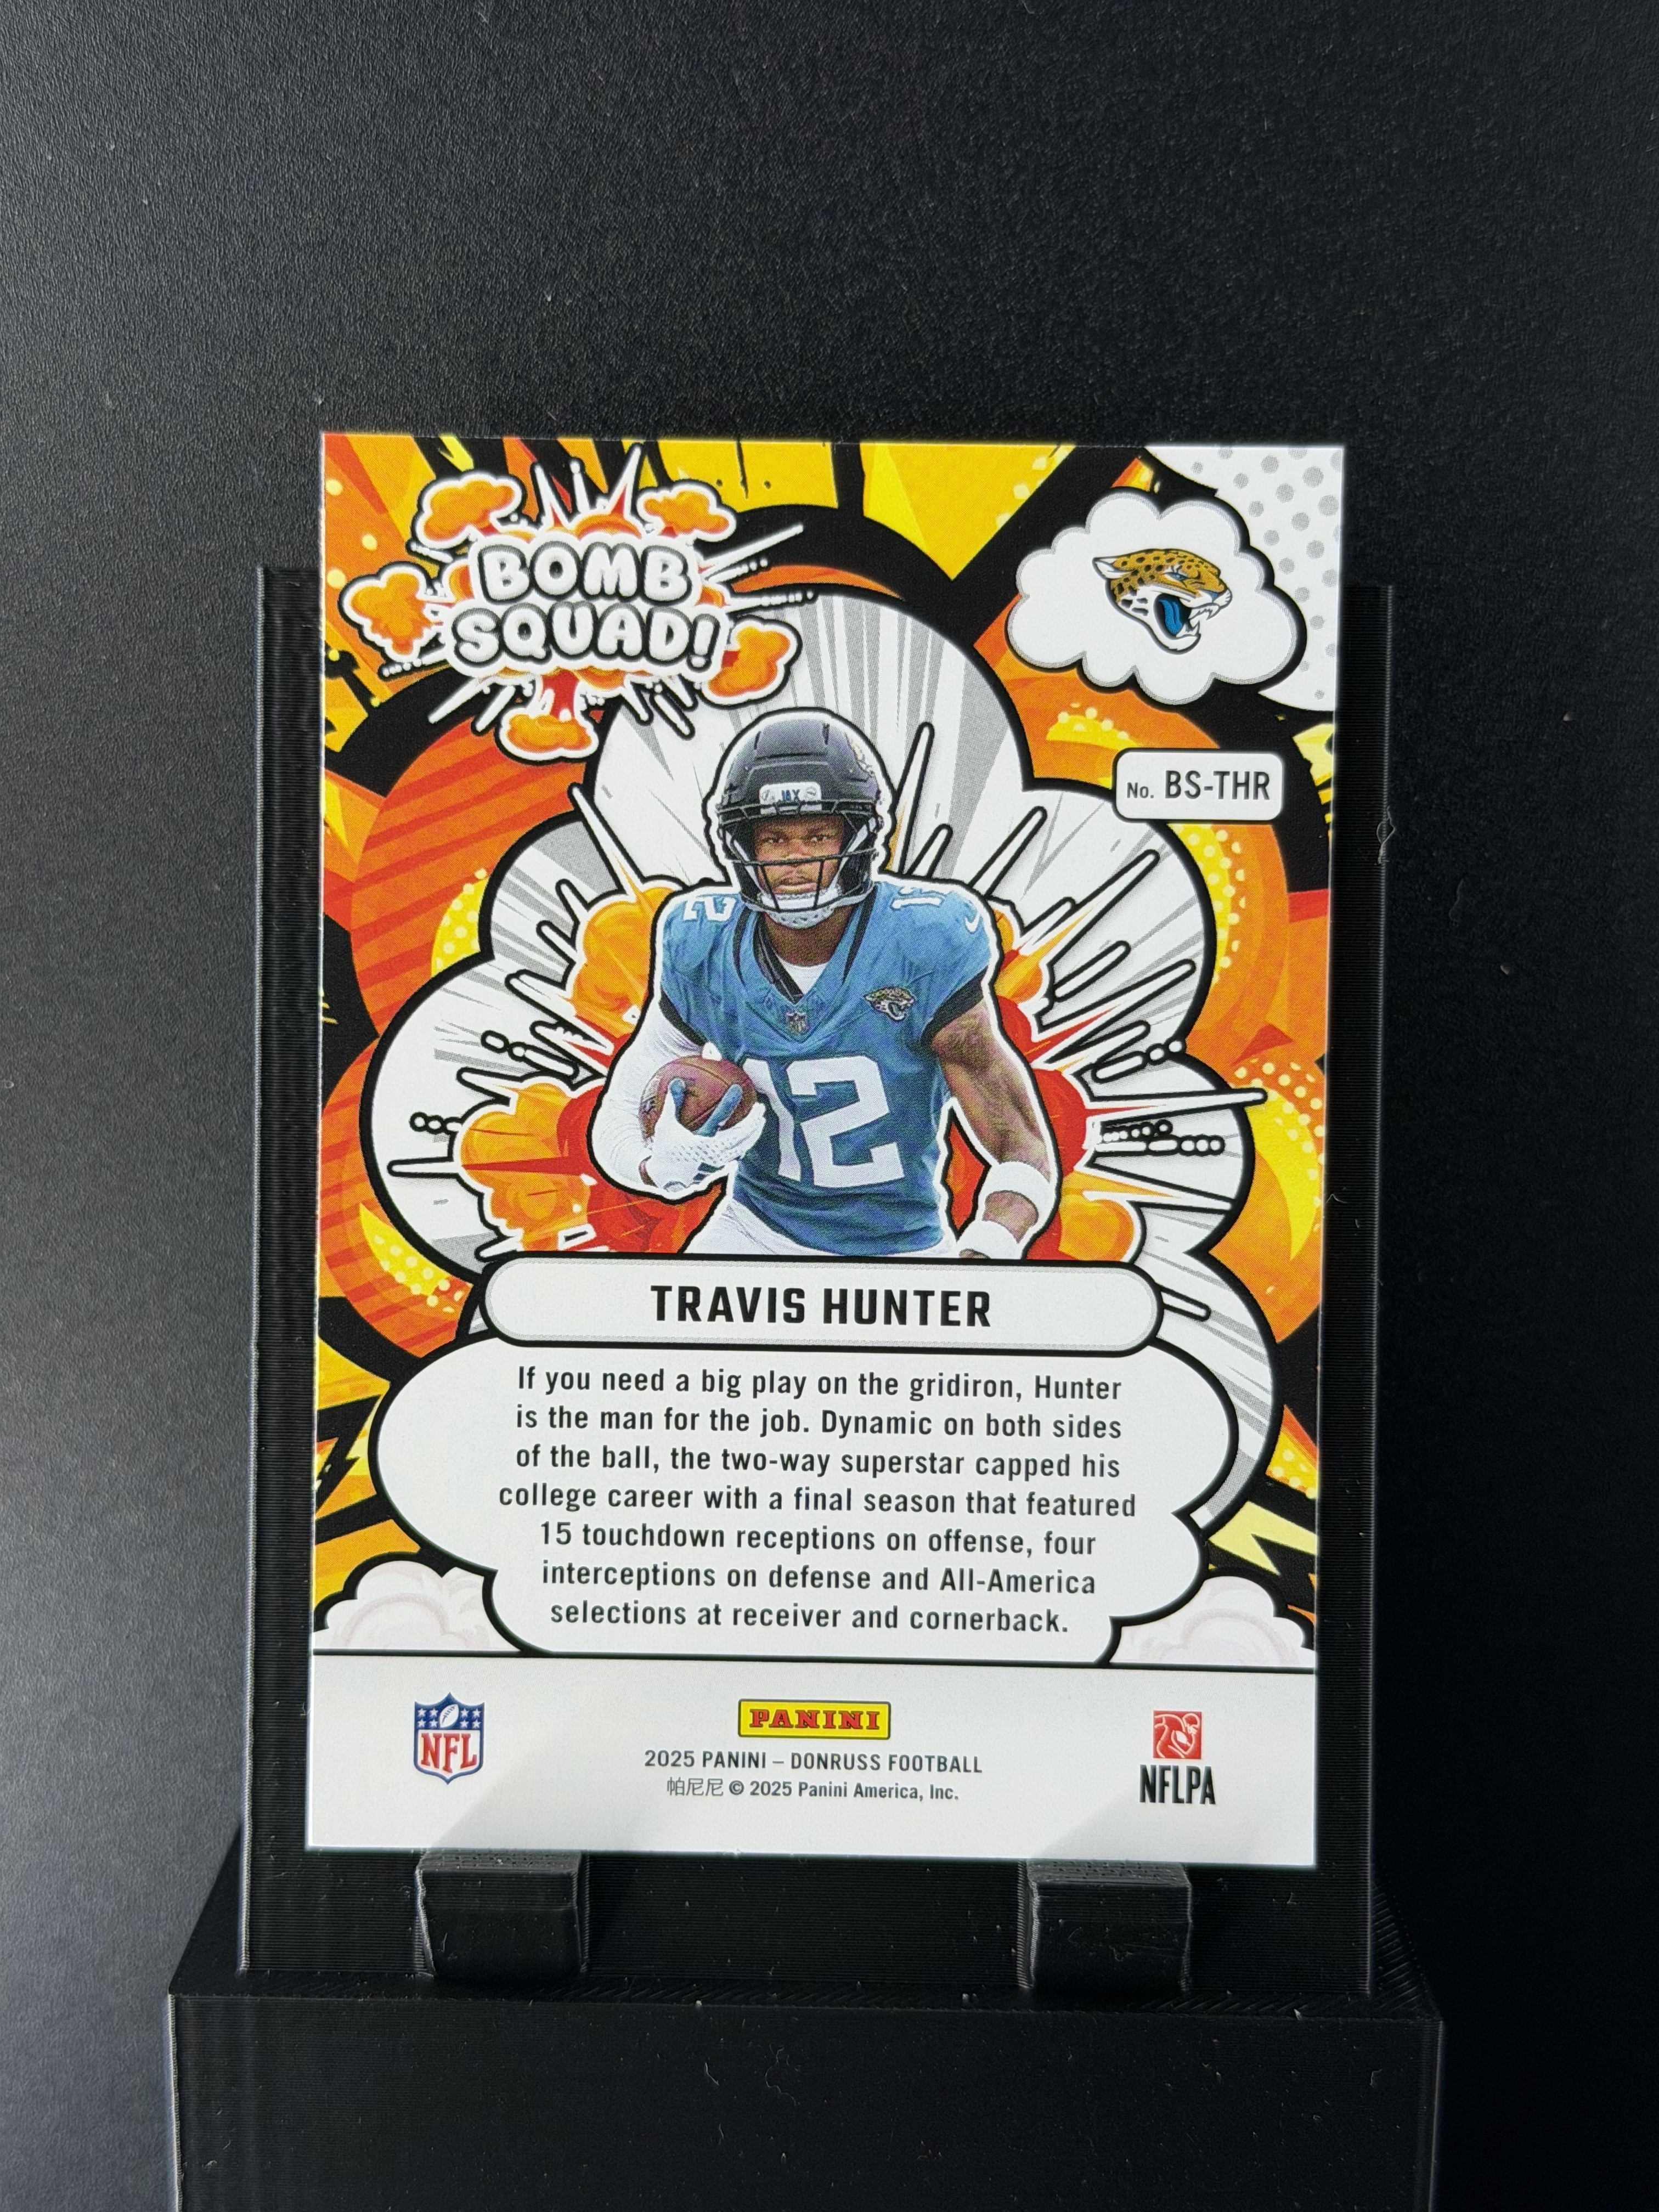 BOMB
SQUAD!
No. BS-THR
JAX
12
12
12
TRAVIS HUNTER
If you need a big play on the gridiron, Hunter
is the man for the job. Dynamic on both sides
of the ball, the two-way superstar capped his
college career with a final season that featured
15 touchdown receptions on offense, four
interceptions on defense and All-America
selections at receiver and cornerback.
NFL
PANINI
2025 PANINI – DONRUSS FOOTBALL
帕尼尼 © 2025 Panini America, Inc.
NFLPA